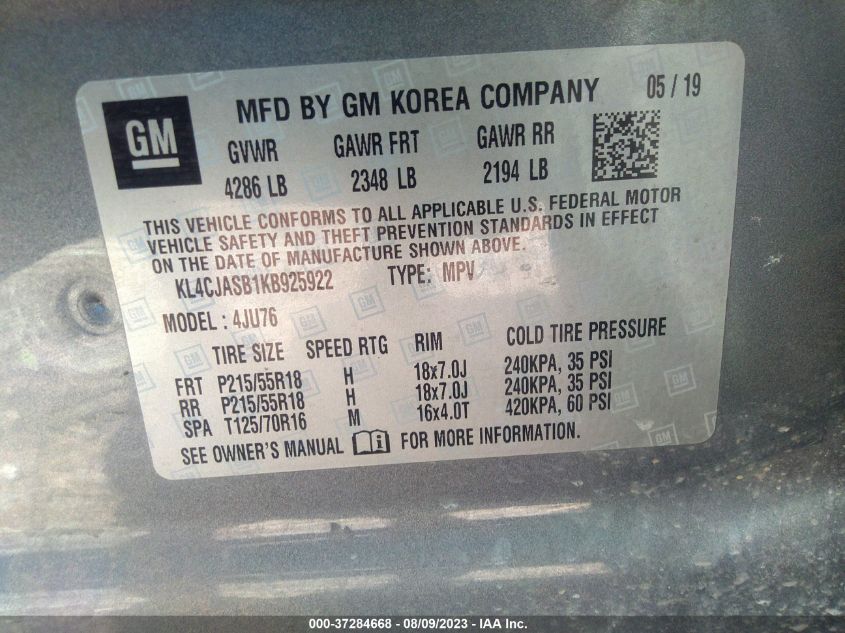 GM
MFD BY GM KOREA COMPANY 05 / 19
GVWR GAWR FRT GAWR RR
4286 LB 2348 LB 2194 LB
THIS VEHICLE CONFORMS TO ALL APPLICABLE U.S. FEDERAL MOTOR
VEHICLE SAFETY AND THEFT PREVENTION STANDARDS IN EFFECT
ON THE DATE OF MANUFACTURE SHOWN ABOVE.
KL4CJASB1KB925922 TYPE: MPV
MODEL : 4JU76
TIRE SIZE SPEED RTG RIM COLD TIRE PRESSURE
FRT P215/55R18 H 18x7.0J 240KPA, 35 PSI
RR P215/55R18 H 18x7.0J 240KPA, 35 PSI
SPA T125/70R16 M 16x4.0T 420KPA, 60 PSI
SEE OWNER'S MANUAL FOR MORE INFORMATION.
000-37284668 - 08/09/2023 - IAA Inc.